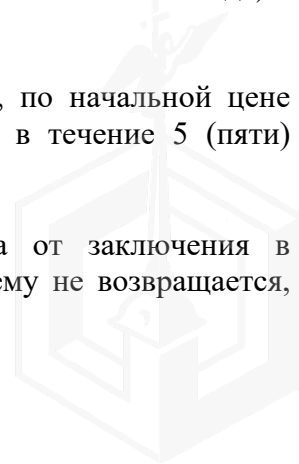 , по начальной цене
в течение 5 (пяти)
от заключения в
ему не возвращается,